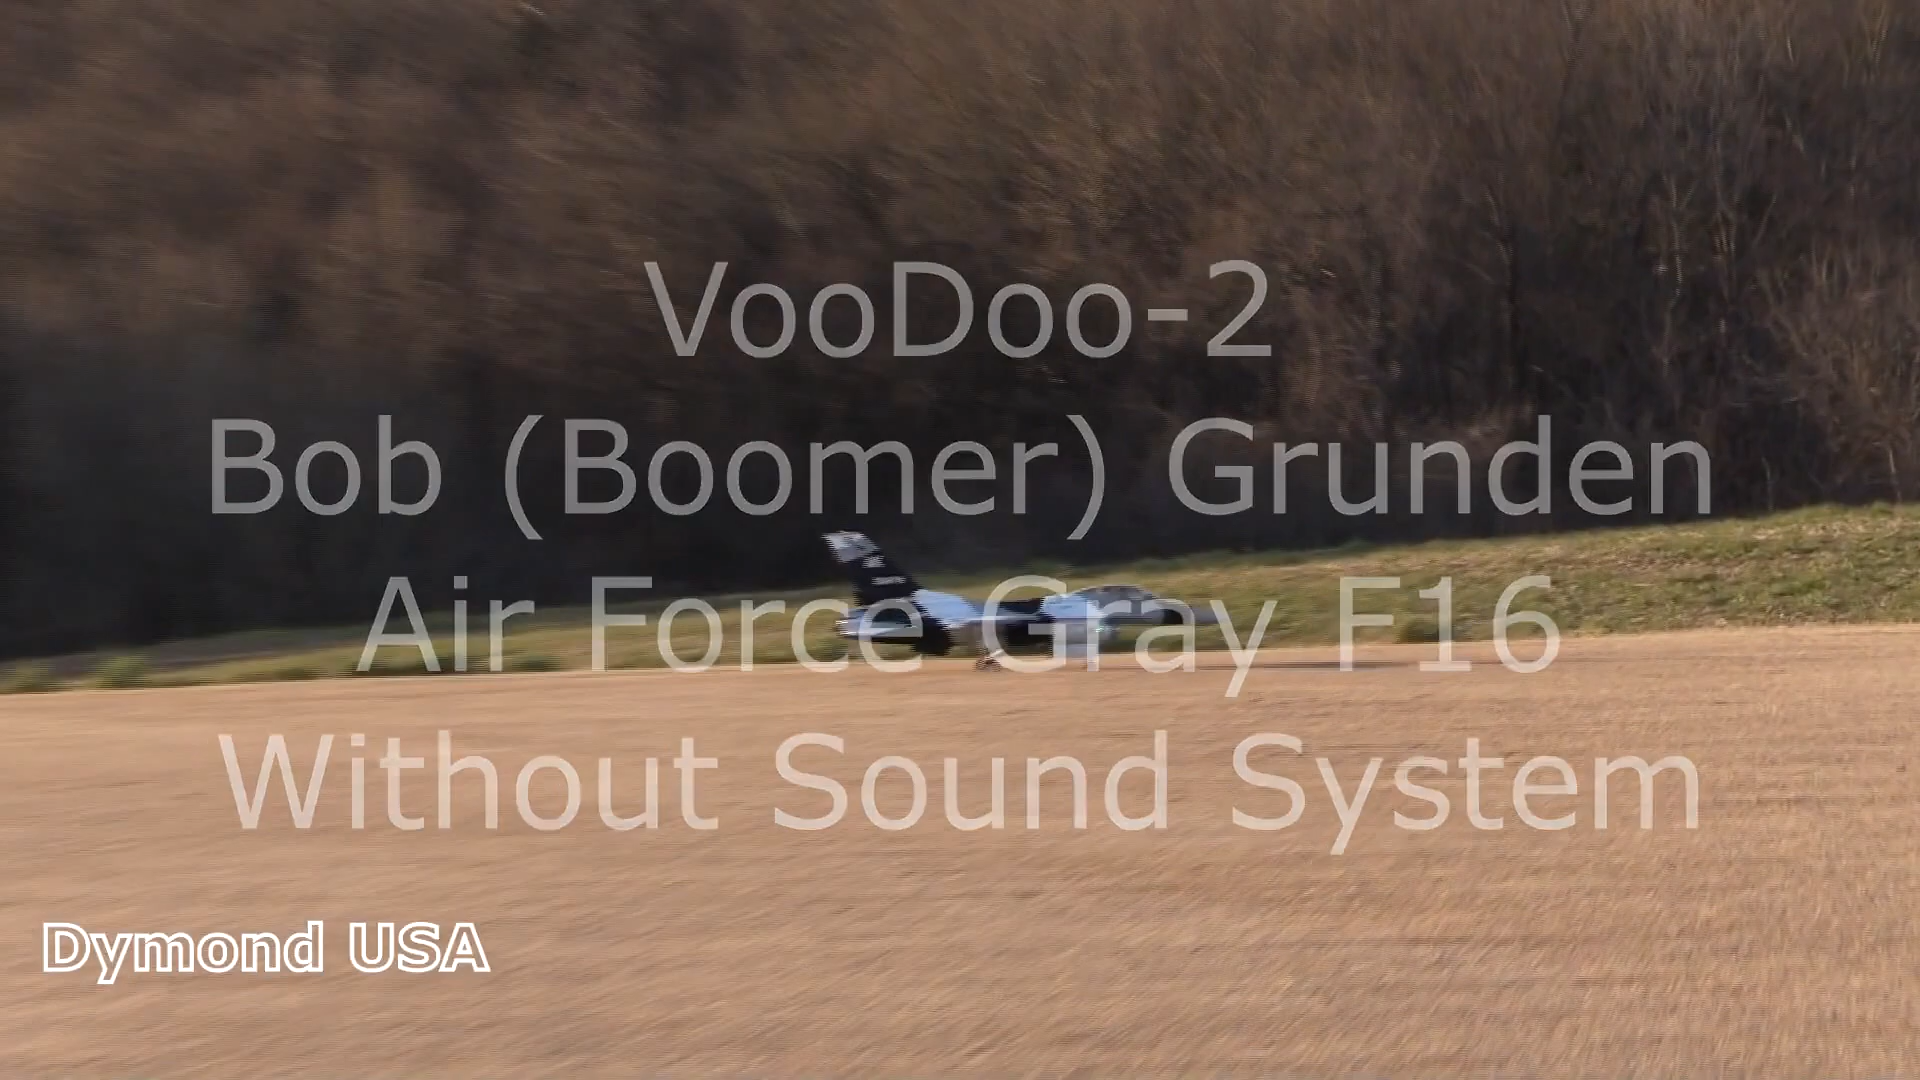 VooDoo-2
Bob (Boomer) Grunden
Air Force Gray F16
Without Sound System
Dymond USA